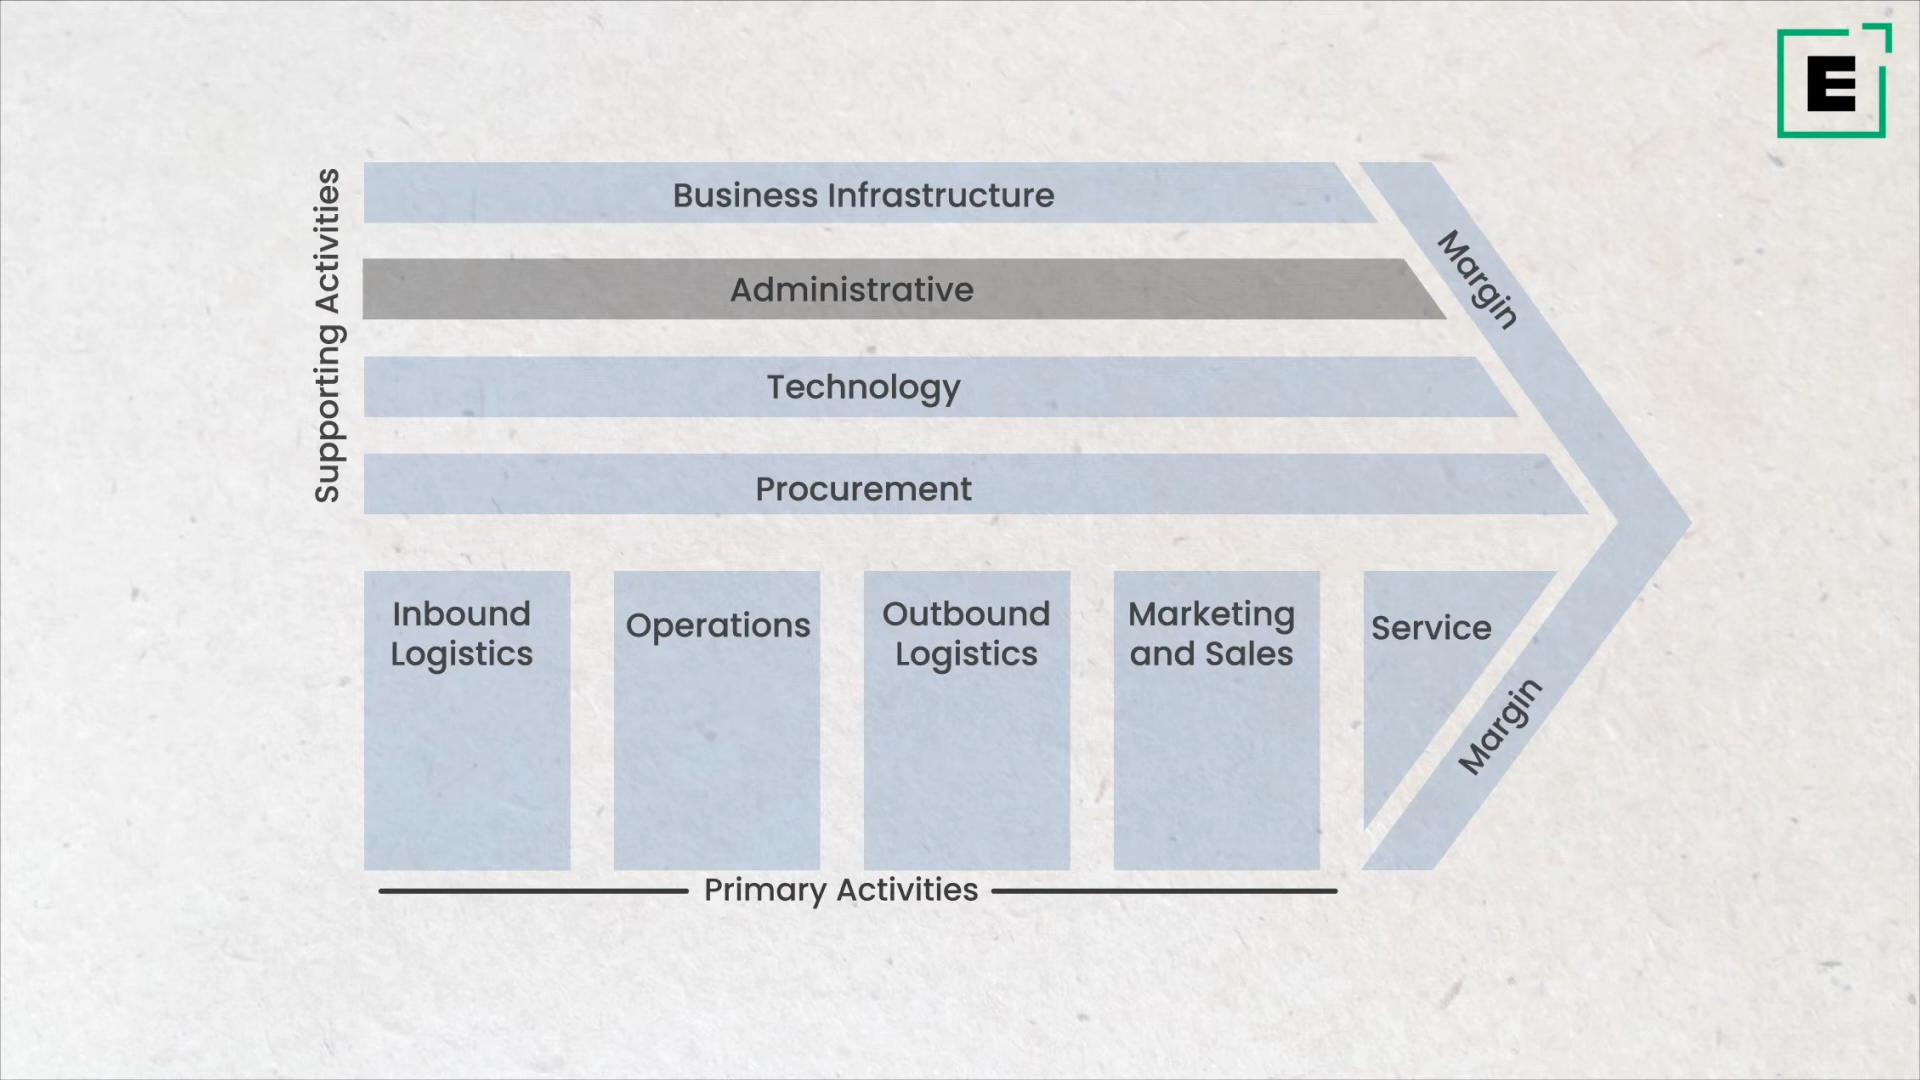 E
Supporting Activities
Business Infrastructure
Administrative
Technology
Procurement
Margin
Inbound
Logistics
Operations
Outbound
Logistics
Marketing
and Sales
Service
Margin
Primary Activities